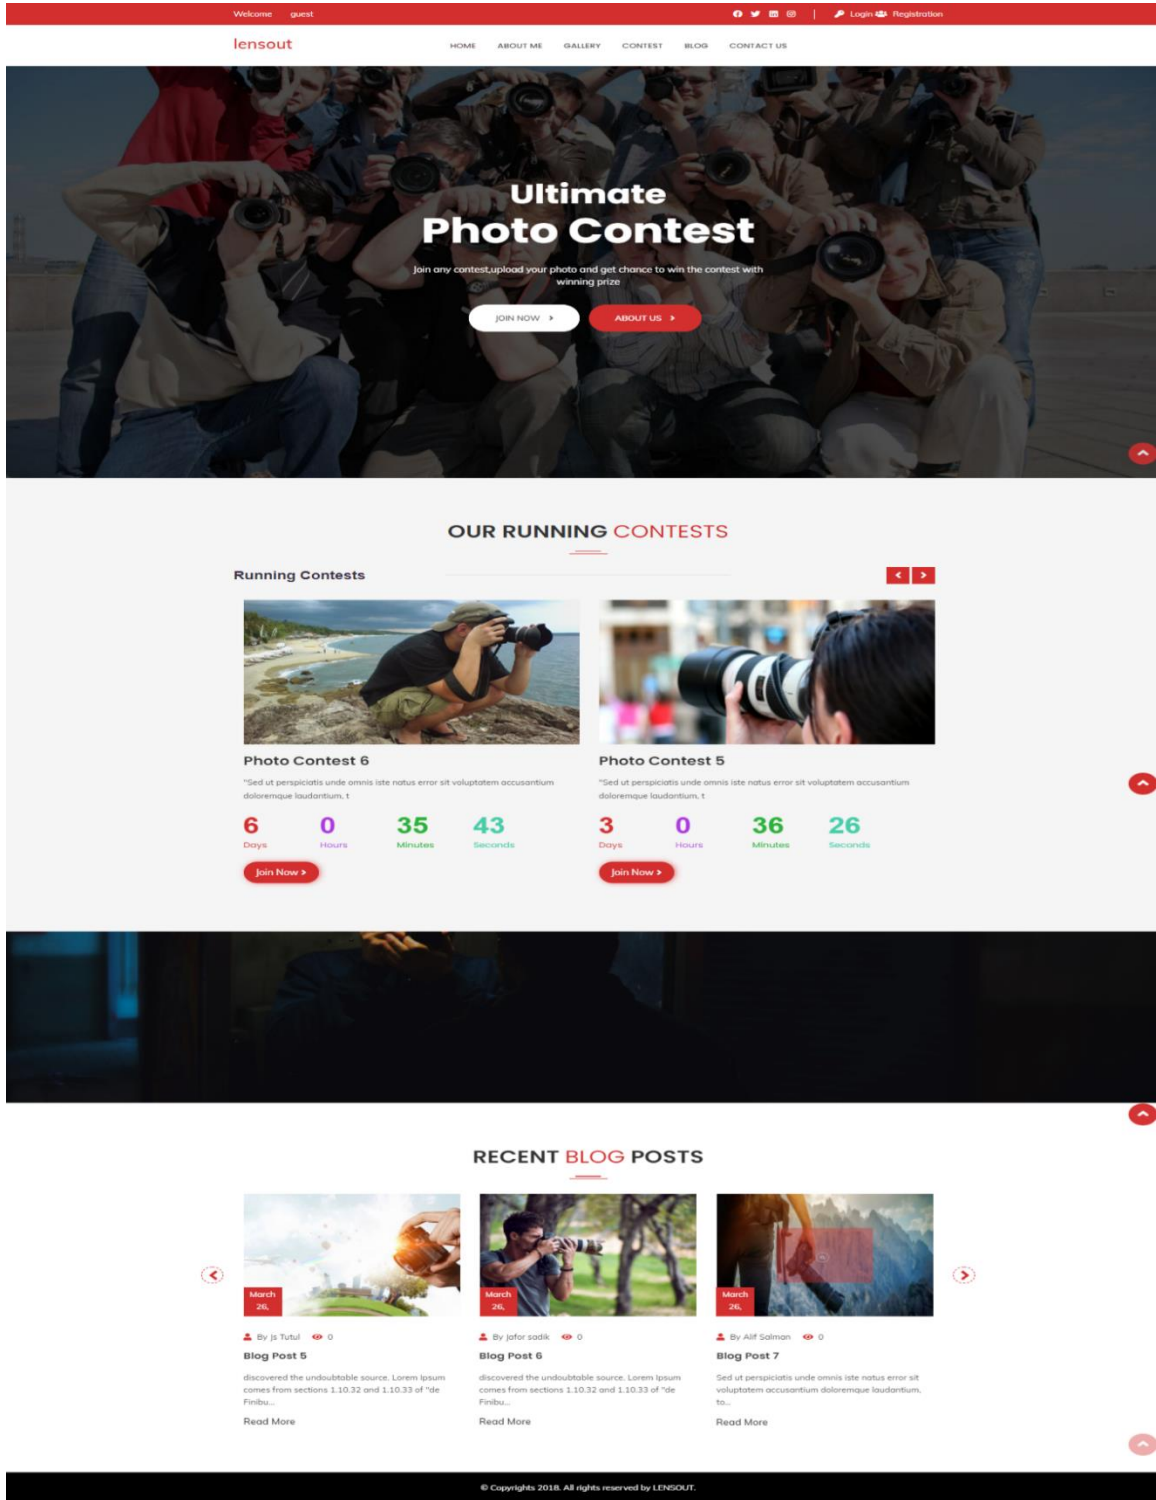 Welcome guest
Login Registration
lensout
HOME ABOUT ME GALLERY CONTEST BLOG CONTACT US
Ultimate
Photo Contest
Join any contest,upload your photo and get chance to win the contest with
winning prize
JOIN NOW ABOUT US
OUR RUNNING CONTESTS
Running Contests
Photo Contest 6
"Sed ut perspiciatis unde omnis iste natus error sit voluptatem accusantium
doloremque laudantium, t
6 0 35 43
Days Hours Minutes Seconds
Join Now >
Photo Contest 5
"Sed ut perspiciatis unde omnis iste natus error sit voluptatem accusantium
doloremque laudantium, t
3 0 36 26
Days Hours Minutes Seconds
Join Now >
RECENT BLOG POSTS
March
26,
By Js Tutul 0
Blog Post 5
discovered the undoubtable source. Lorem Ipsum
comes from sections 1.10.32 and 1.10.33 of "de
Finibu...
Read More
March
26,
By Jafor sadik 0
Blog Post 6
discovered the undoubtable source. Lorem Ipsum
comes from sections 1.10.32 and 1.10.33 of "de
Finibu...
Read More
March
26,
By Alif Salman 0
Blog Post 7
Sed ut perspiciatis unde omnis iste natus error sit
voluptatem accusantium doloremque laudantium,
to...
Read More
© Copyrights 2018. All rights reserved by LENSOUT.